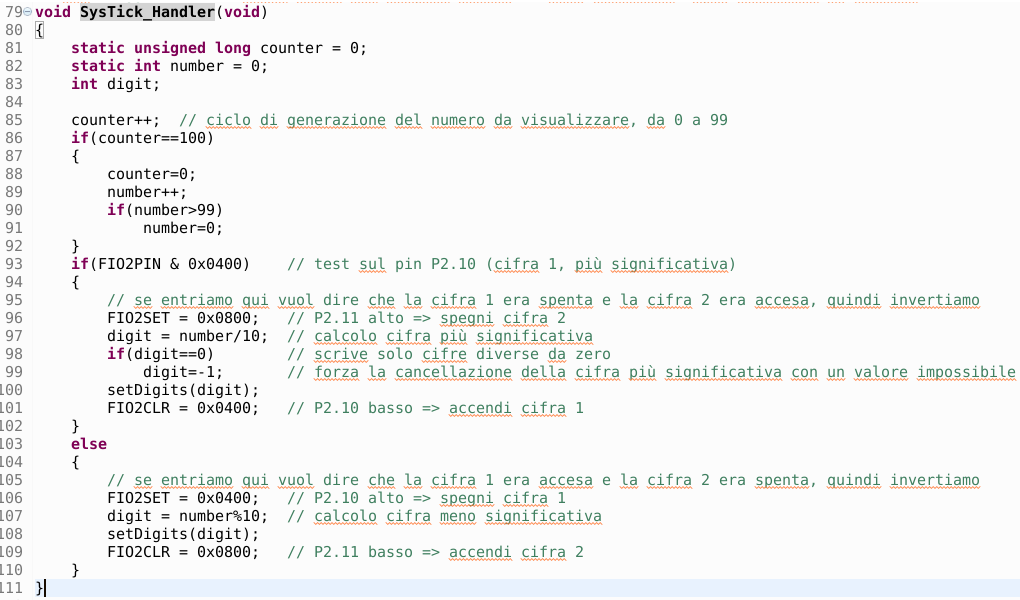 79 void SysTick_Handler(void)
80 {
81     static unsigned long counter = 0;
82     static int number = 0;
83     int digit;
84
85     counter++;  // ciclo di generazione del numero da visualizzare, da 0 a 99
86     if(counter==100)
87     {
88         counter=0;
89         number++;
90         if(number>99)
91             number=0;
92     }
93     if(FIO2PIN & 0x0400)    // test sul pin P2.10 (cifra 1, più significativa)
94     {
95         // se entriamo qui vuol dire che la cifra 1 era spenta e la cifra 2 era accesa, quindi invertiamo
96         FIO2SET = 0x0800;   // P2.11 alto => spegni cifra 2
97         digit = number/10;  // calcolo cifra più significativa
98         if(digit==0)        // scrive solo cifre diverse da zero
99             digit=-1;       // forza la cancellazione della cifra più significativa con un valore impossibile
100         setDigits(digit);
101         FIO2CLR = 0x0400;   // P2.10 basso => accendi cifra 1
102     }
103     else
104     {
105         // se entriamo qui vuol dire che la cifra 1 era accesa e la cifra 2 era spenta, quindi invertiamo
106         FIO2SET = 0x0400;   // P2.10 alto => spegni cifra 1
107         digit = number%10;  // calcolo cifra meno significativa
108         setDigits(digit);
109         FIO2CLR = 0x0800;   // P2.11 basso => accendi cifra 2
110     }
111 }